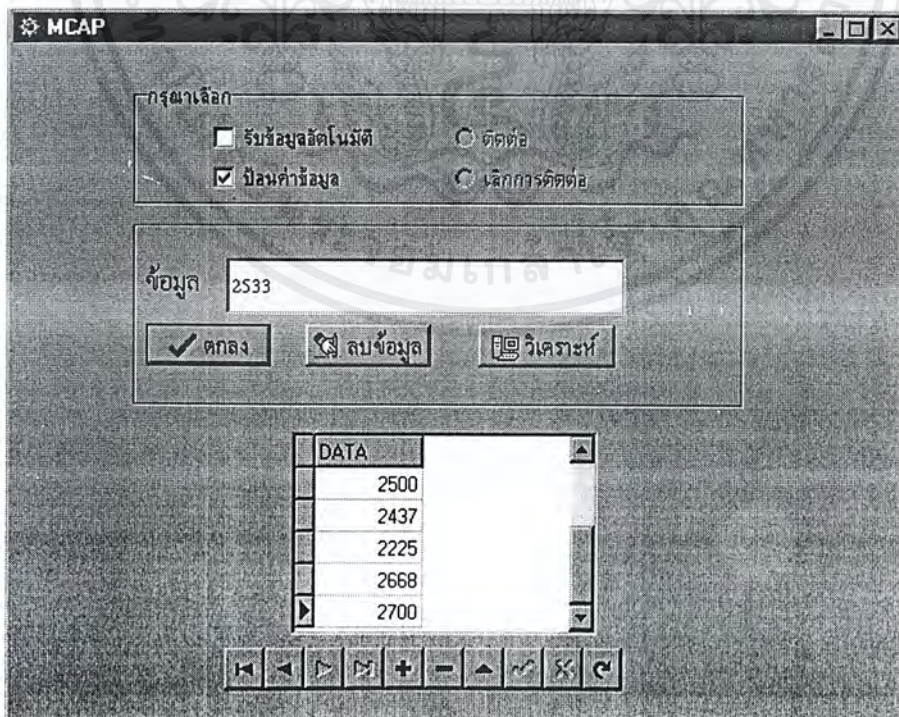 MCAP
กรุณาเลือก
รับข้อมูลอัตโนมัติ
ติดต่อ
ป้อนค่าข้อมูล
เลิกการติดต่อ
ข้อมูล 2533
ตกลง ลบข้อมูล วิเคราะห์
DATA
2500
2437
2225
2668
2700